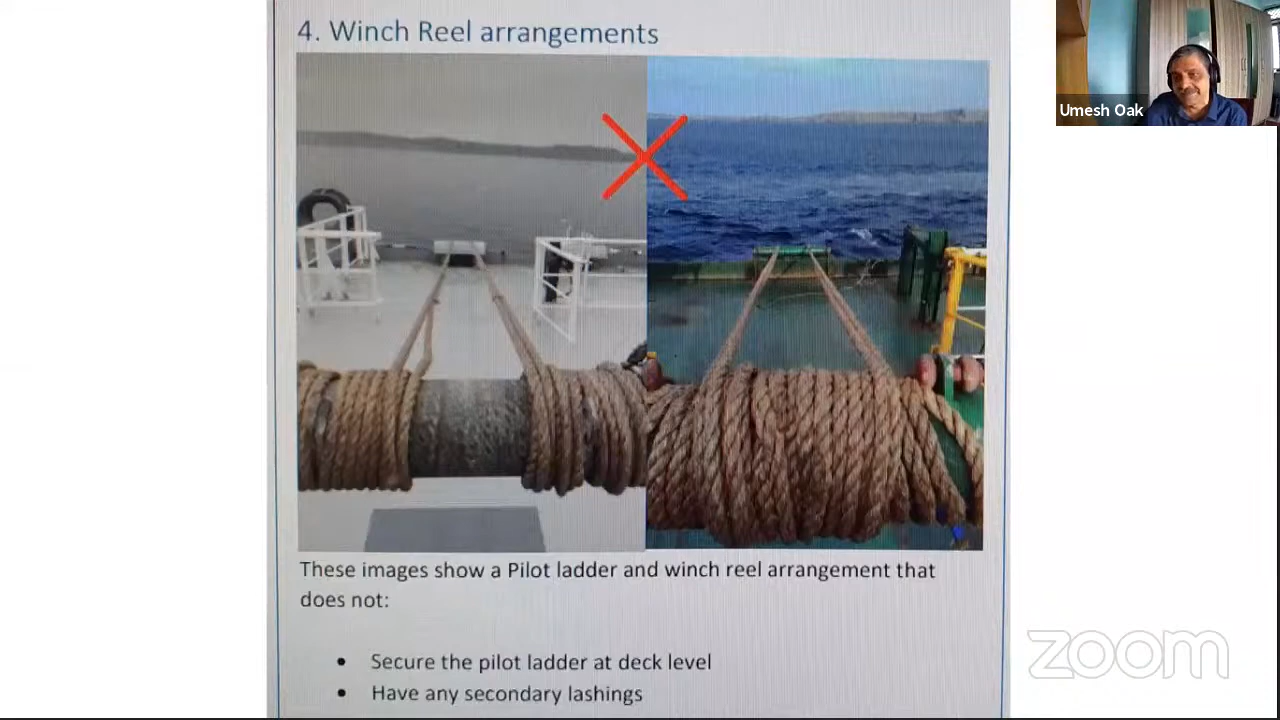 4. Winch Reel arrangements
Umesh Oak
These images show a Pilot ladder and winch reel arrangement that
does not:
• Secure the pilot ladder at deck level
• Have any secondary lashings
zoom